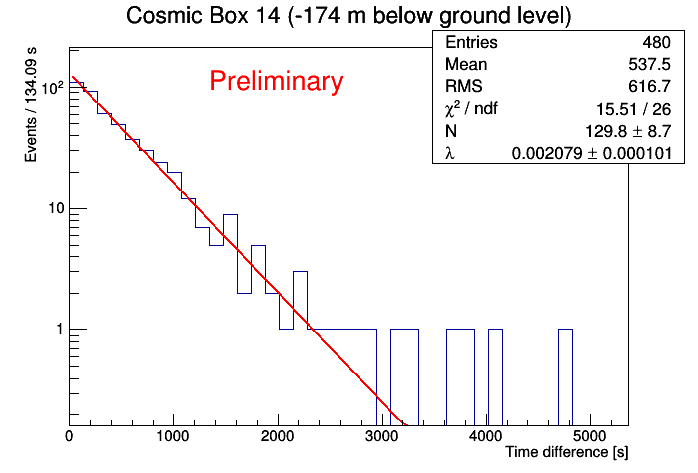 Cosmic Box 14 (-174 m below ground level)
Events / 134.09 s
Preliminary
Entries 480
Mean 537.5
RMS 616.7
χ² / ndf 15.51 / 26
N 129.8 ± 8.7
λ 0.002079 ± 0.000101
10²
10
1
0 1000 2000 3000 4000 5000
Time difference [s]